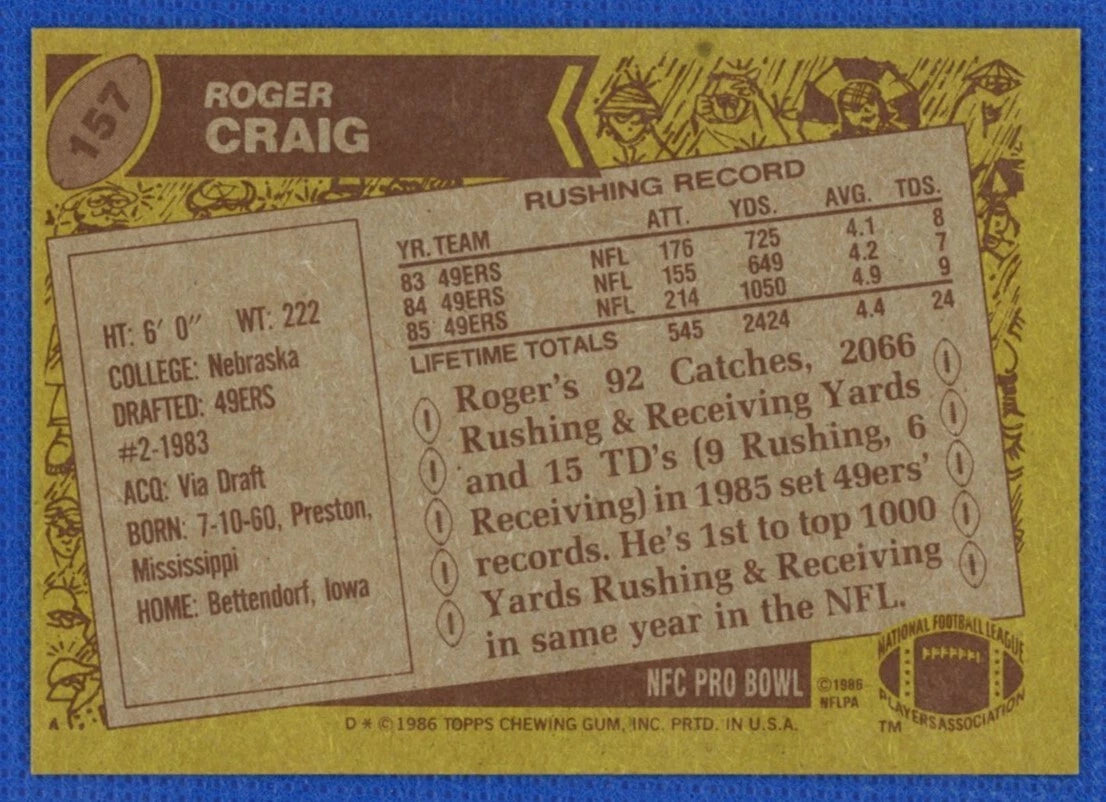 157
ROGER
CRAIG
RUSHING RECORD
YR. TEAM ATT. YDS. AVG. TDS.
83 49ERS NFL 176 725 4.1 8
84 49ERS NFL 155 649 4.2 7
85 49ERS NFL 214 1050 4.9 9
LIFETIME TOTALS 545 2424 4.4 24
HT: 6' 0" WT: 222
COLLEGE: Nebraska
DRAFTED: 49ERS
#2-1983
ACQ: Via Draft
BORN: 7-10-60, Preston,
Mississippi
HOME: Bettendorf, Iowa
Roger's 92 Catches, 2066
Rushing & Receiving Yards
and 15 TD's (9 Rushing, 6
Receiving) in 1985 set 49ers'
records. He's 1st to top 1000
Yards Rushing & Receiving
in same year in the NFL.
NFC PRO BOWL
©1986
NFLPA
NATIONAL FOOTBALL LEAGUE
PLAYERS ASSOCIATION
TM
A
D * © 1986 TOPPS CHEWING GUM, INC. PRTD. IN U.S.A.